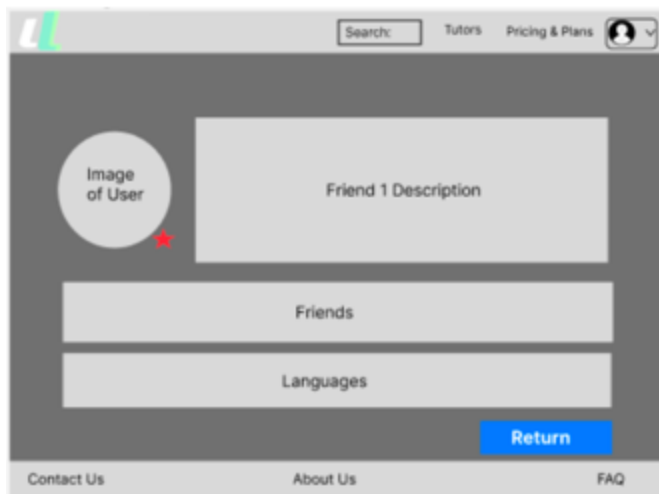 Search: Tutors Pricing & Plans
Image
of User
Friend 1 Description
Friends
Languages
Return
Contact Us About Us FAQ